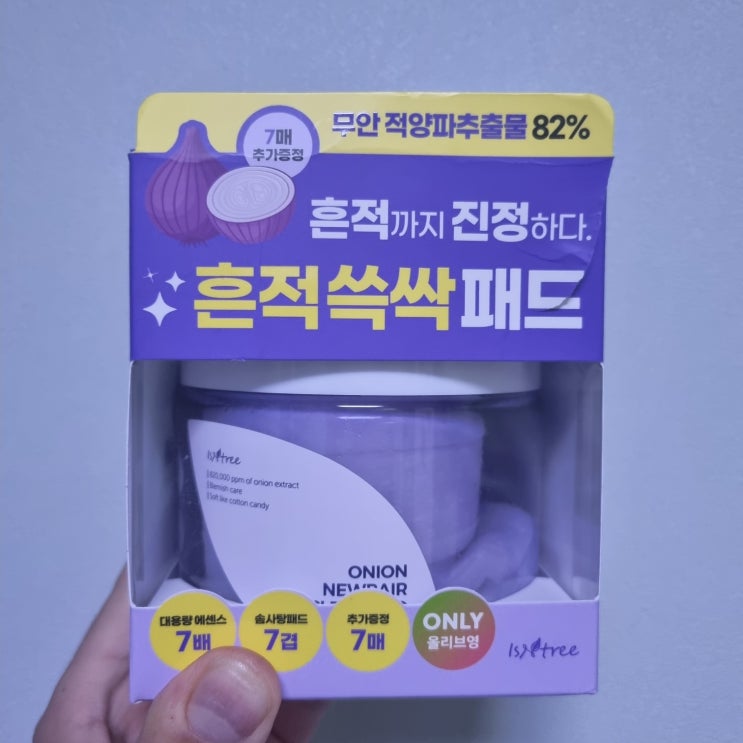 무안 적양파추출물 82%
7매
추가증정
흔적까지 진정하다.
흔적 쓱싹 패드
Isntree
820,000 ppm of onion extract
Blemish care
Soft like cotton candy
ONION
NEWPAIR
대용량 에센스
7배
솜사탕패드
7겹
추가증정
7매
ONLY
올리브영
Isntree